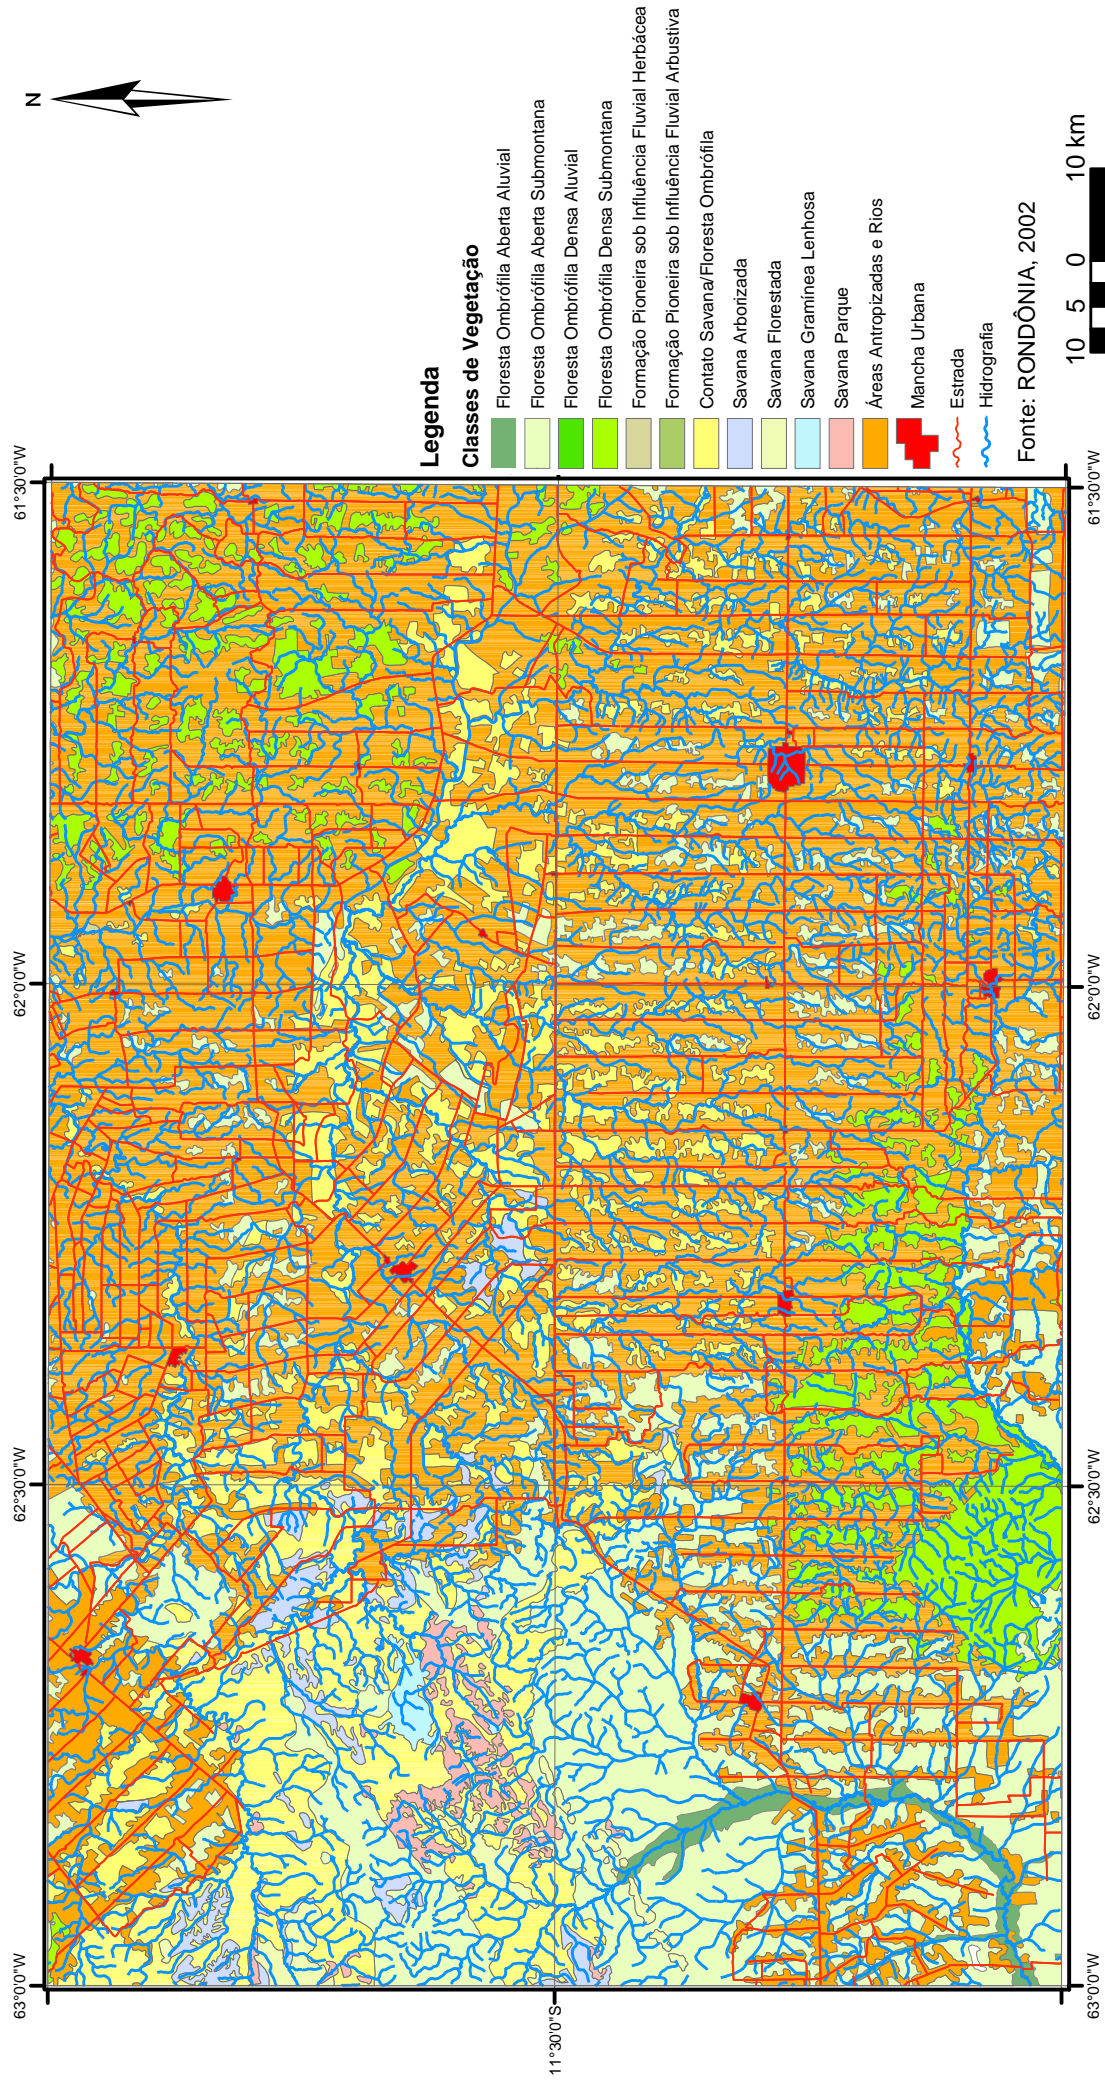 N
63°0'0"W
62°30'0"W
62°0'0"W
61°30'0"W
11°30'0"S
63°0'0"W
62°30'0"W
62°0'0"W
61°30'0"W
Legenda
Classes de Vegetação
Floresta Ombrófila Aberta Aluvial
Floresta Ombrófila Aberta Submontana
Floresta Ombrófila Densa Aluvial
Floresta Ombrófila Densa Submontana
Formação Pioneira sob Influência Fluvial Herbácea
Formação Pioneira sob Influência Fluvial Arbustiva
Contato Savana/Floresta Ombrófila
Savana Arborizada
Savana Florestada
Savana Gramínea Lenhosa
Savana Parque
Áreas Antropizadas e Rios
Mancha Urbana
Estrada
Hidrografia
Fonte: RONDÔNIA, 2002
10 5 0 10 km